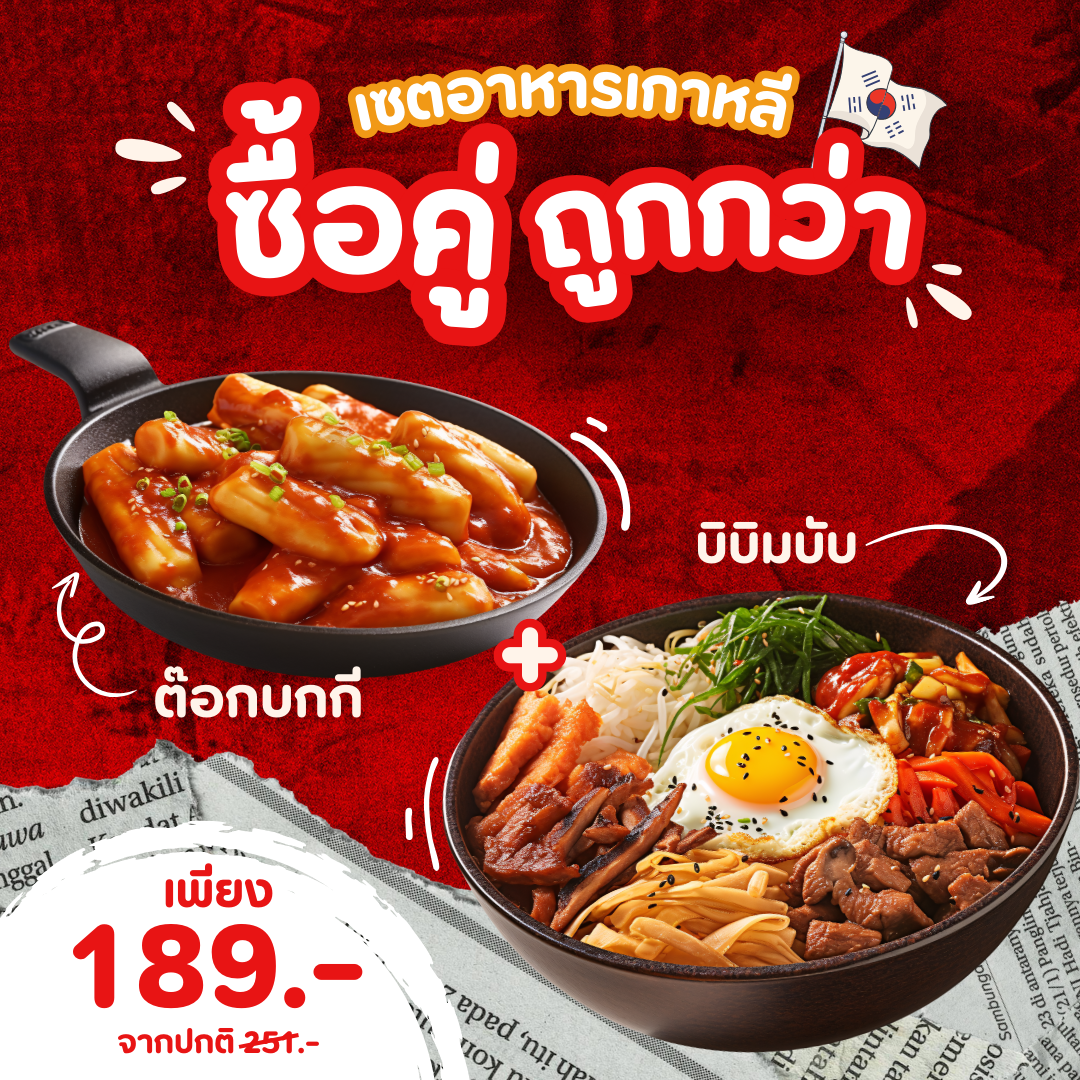 เซตอาหารเกาหลี
ซื้อคู่ ถูกกว่า
บิบิมบับ
ต๊อกบกกี
+
diwakili
เพียง
189.-
จากปกติ 251.-